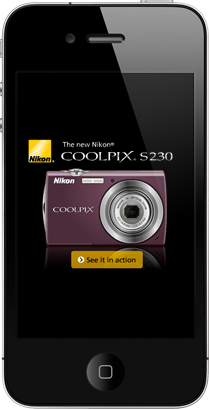 The new Nikon®
Nikon
COOLPIX S230
Nikon
COOLPIX
See it in action